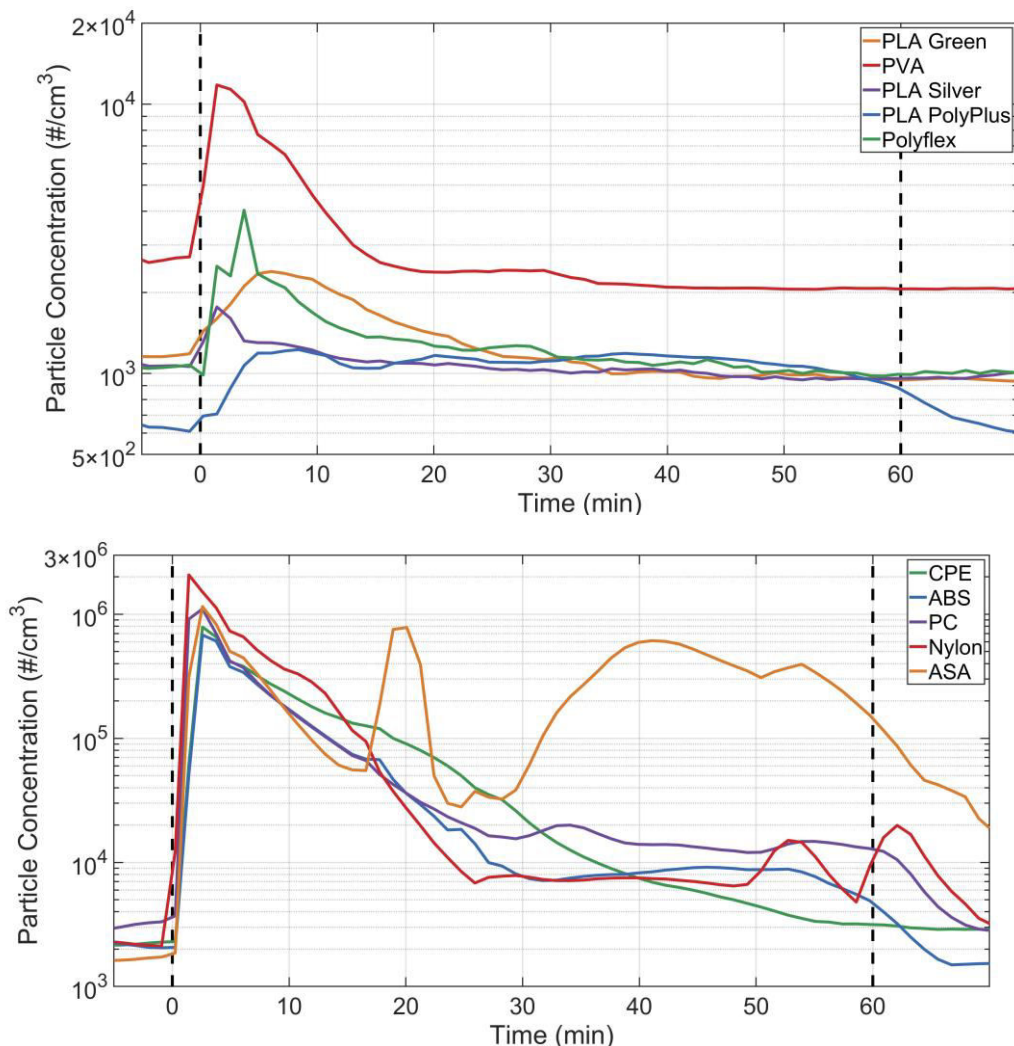 2×10⁴
10⁴
10³
5×10²
Particle Concentration (#/cm³)
PLA Green
PVA
PLA Silver
PLA PolyPlus
Polyflex
0 10 20 30 40 50 60
Time (min)
3×10⁶
10⁶
10⁵
10⁴
10³
Particle Concentration (#/cm³)
CPE
ABS
PC
Nylon
ASA
0 10 20 30 40 50 60
Time (min)